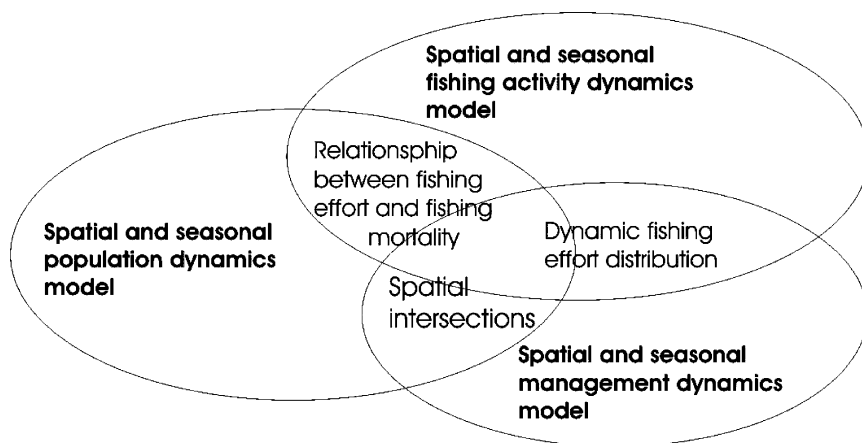 Spatial and seasonal
fishing activity dynamics
model
Relationsphip
between fishing
effort and fishing
mortality
Spatial and seasonal
population dynamics
model
Dynamic fishing
effort distribution
Spatial
intersections
Spatial and seasonal
management dynamics
model